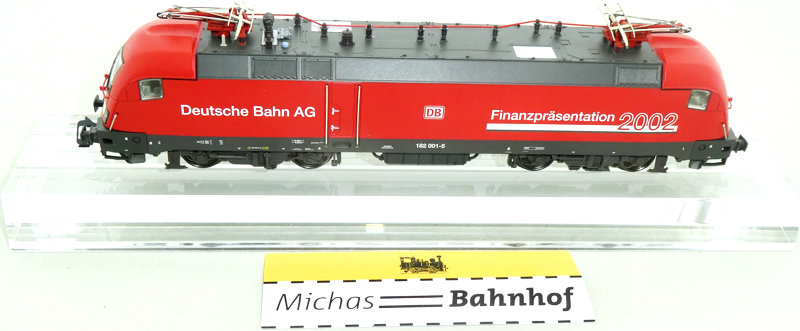 Deutsche Bahn AG
DB
Finanzpräsentation 2002
182 001-5
Michas Bahnhof